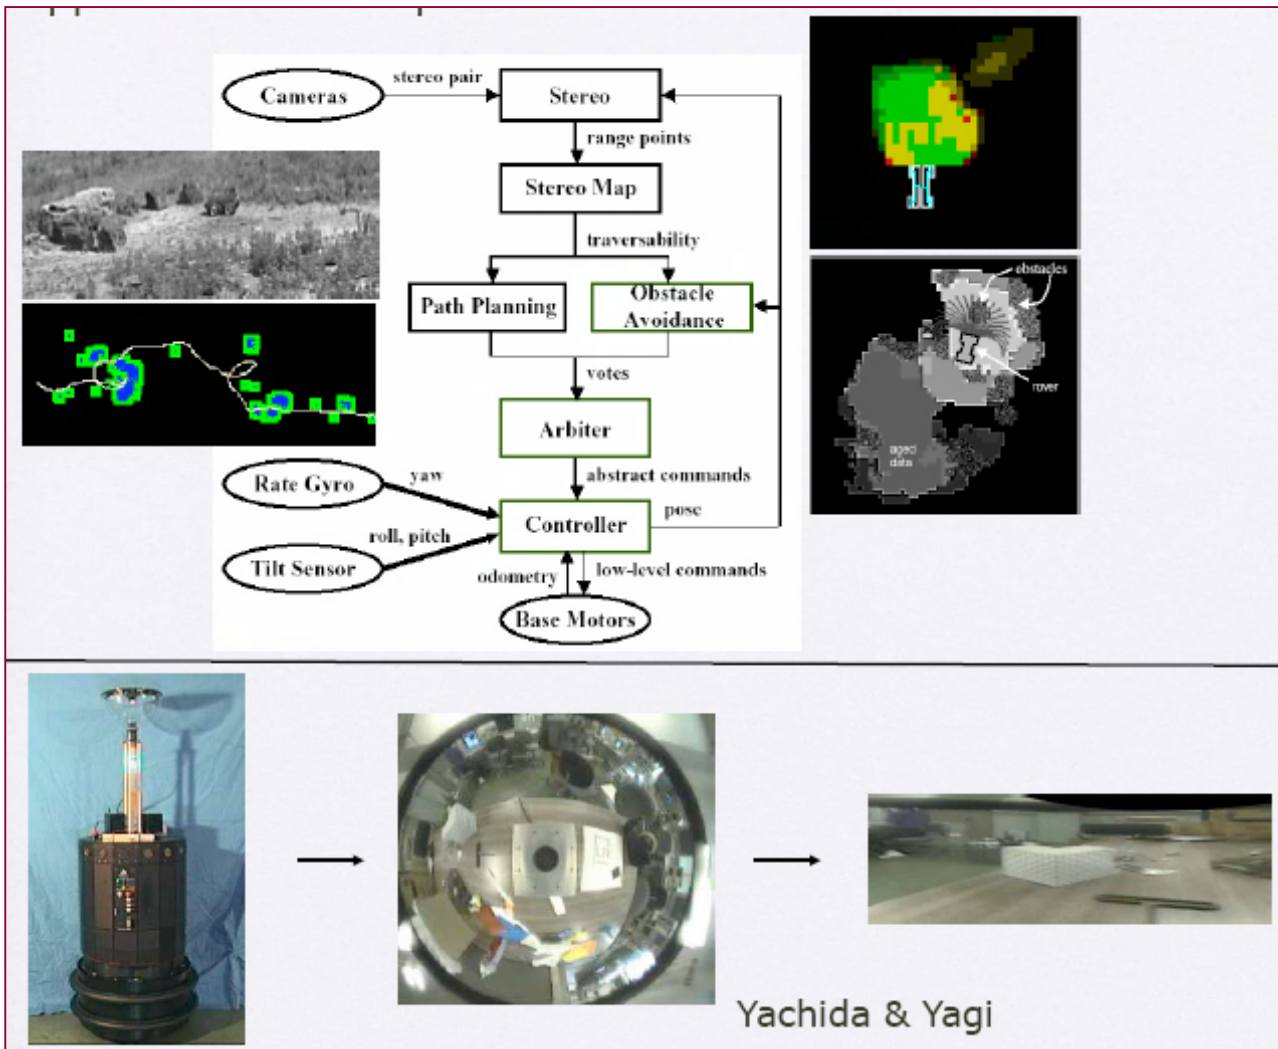 Cameras
stereo pair
Stereo
range points
Stereo Map
traversability
Path Planning
Obstacle
Avoidance
votes
Arbiter
abstract commands
Rate Gyro
yaw
Controller
pose
roll, pitch
Tilt Sensor
odometry
low-level commands
Base Motors
obstacles
rover
aged
data
Yachida & Yagi